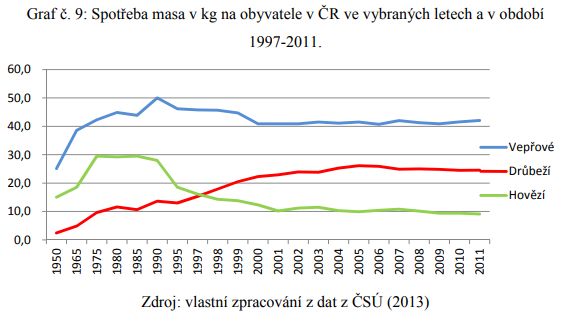 Graf č. 9: Spotřeba masa v kg na obyvatele v ČR ve vybraných letech a v období
1997-2011.
60,0
50,0
40,0
30,0
20,0
10,0
0,0
Vepřové
Drůbeží
Hovězí
1950 1965 1975 1980 1985 1990 1995 1997 1998 1999 2000 2001 2002 2003 2004 2005 2006 2007 2008 2009 2010 2011
Zdroj: vlastní zpracování z dat z ČSÚ (2013)